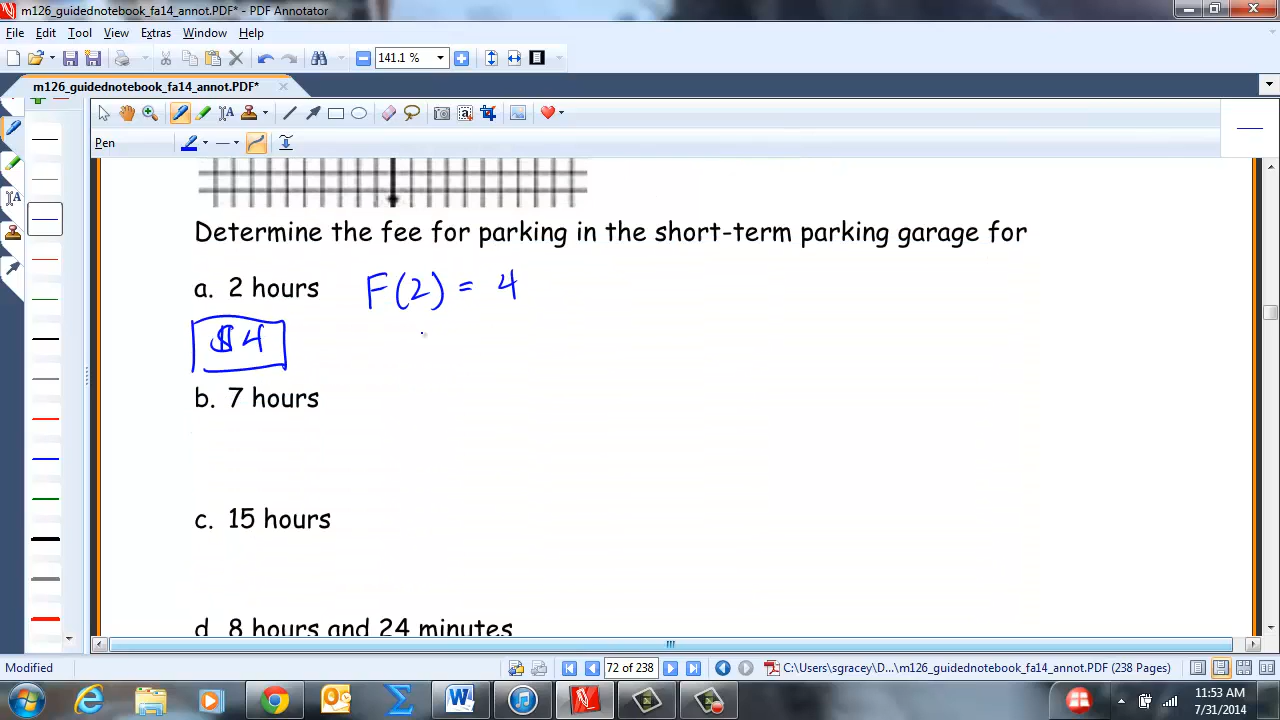 m126_guidednotebook_fa14_annot.PDF* - PDF Annotator
File Edit Tool View Extras Window Help
141.1 %
m126_guidednotebook_fa14_annot.PDF*
Pen
Determine the fee for parking in the short-term parking garage for
a. 2 hours F(2) = 4
$4
b. 7 hours
c. 15 hours
d 8 hours and 24 minutes
Modified 72 of 238 C:\Users\sgracey\D...\m126_guidednotebook_fa14_annot.PDF (238 Pages)
11:53 AM
7/31/2014